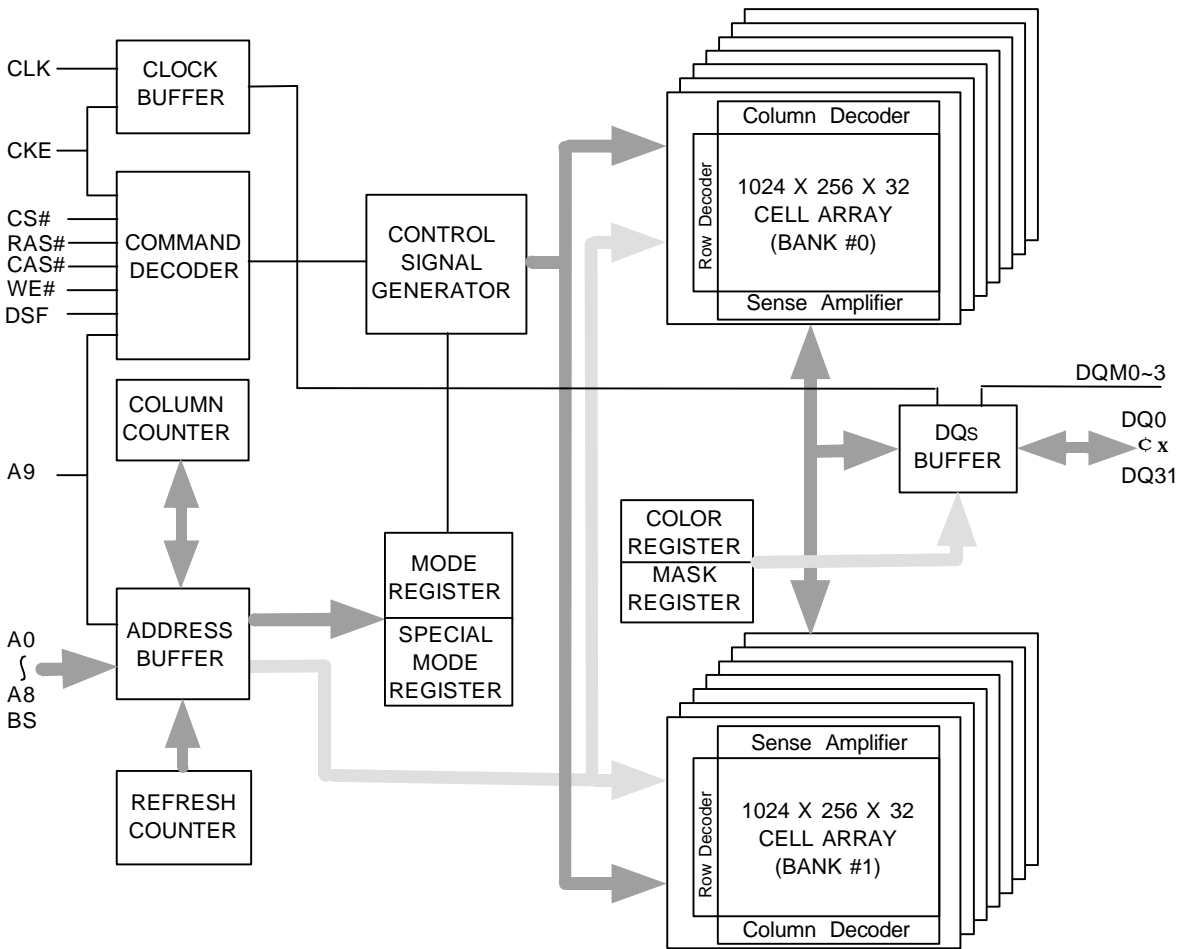 CLK
CLOCK
BUFFER
CKE
CS#
RAS#
CAS#
WE#
DSF
COMMAND
DECODER
CONTROL
SIGNAL
GENERATOR
Column Decoder
Row Decoder
1024 X 256 X 32
CELL ARRAY
(BANK #0)
Sense Amplifier
DQM0~3
COLUMN
COUNTER
DQs
BUFFER
DQ0
¢ x
DQ31
A9
COLOR
REGISTER
MASK
REGISTER
MODE
REGISTER
SPECIAL
MODE
REGISTER
ADDRESS
BUFFER
A0
A8
BS
REFRESH
COUNTER
Sense Amplifier
Row Decoder
1024 X 256 X 32
CELL ARRAY
(BANK #1)
Column Decoder